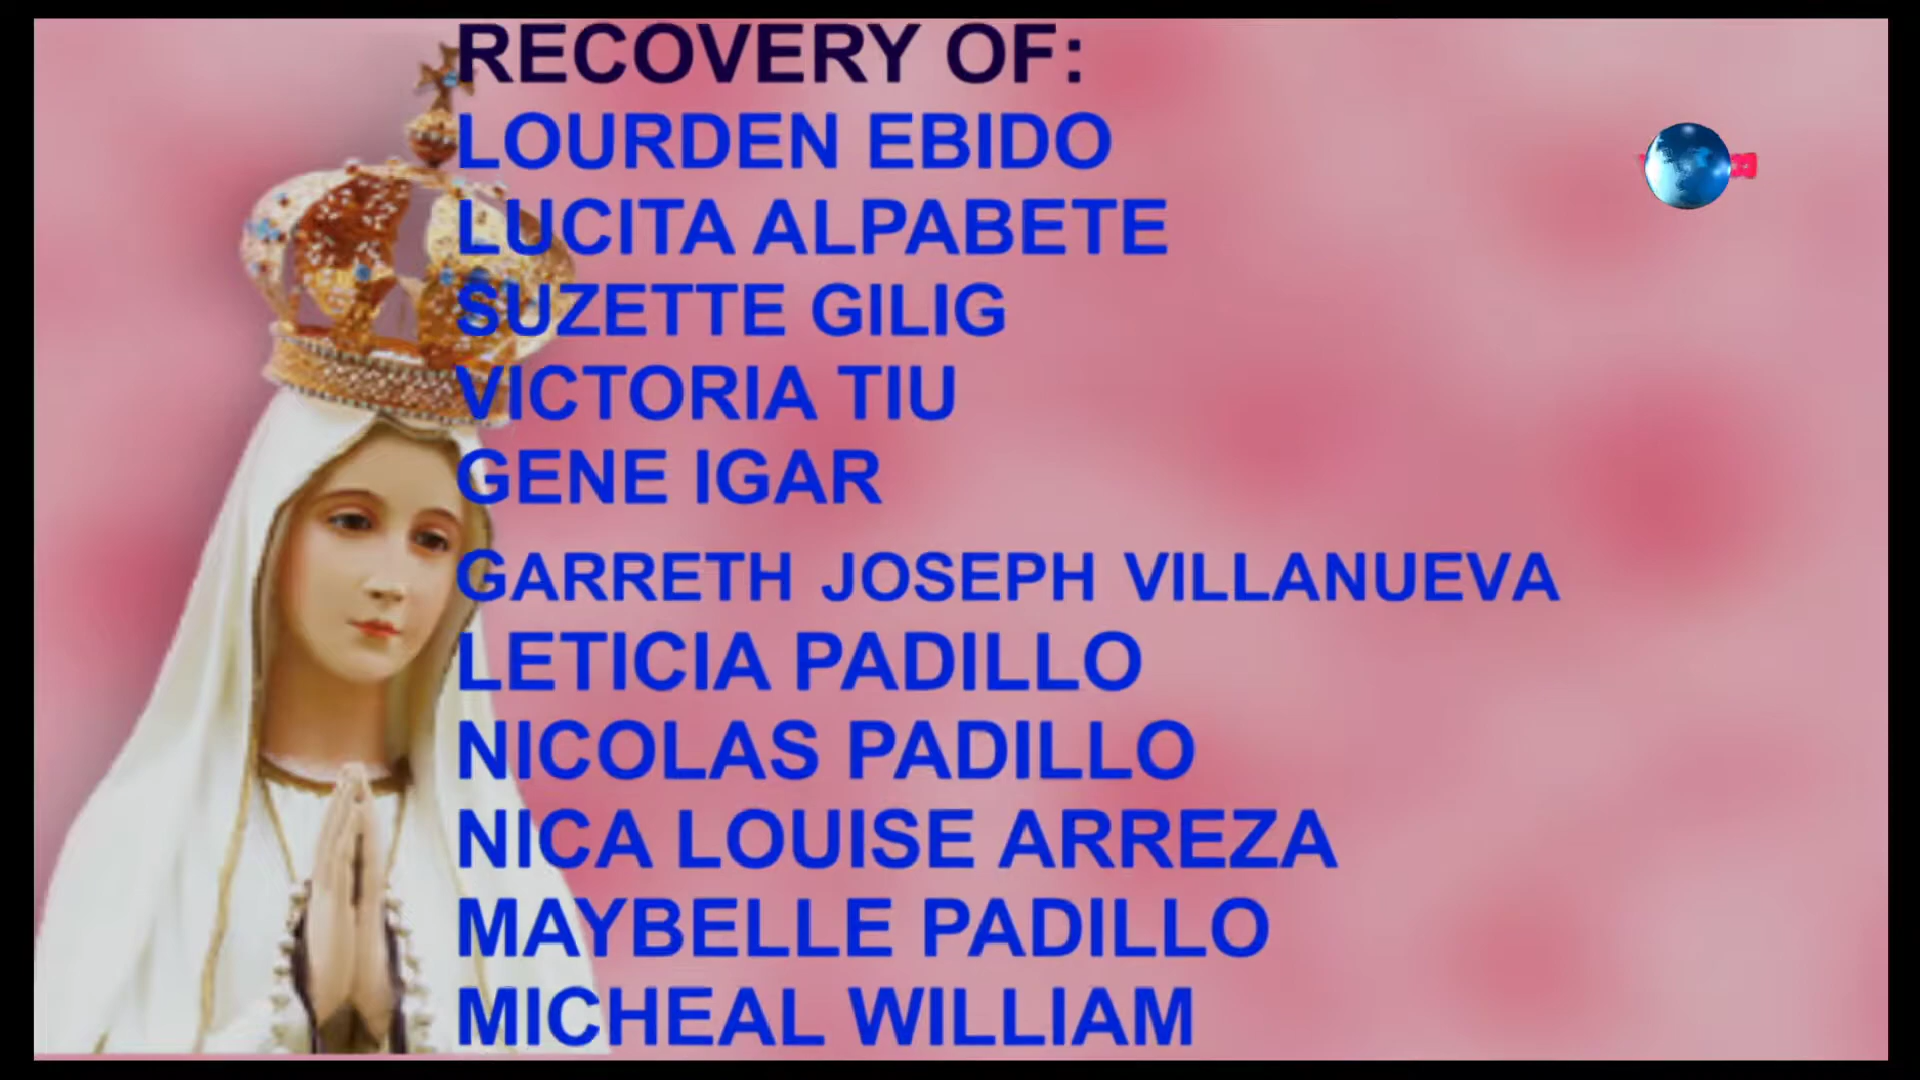 RECOVERY OF:
LOURDEN EBIDO
LUCITA ALPABETE
SUZETTE GILIG
VICTORIA TIU
GENE IGAR
GARRETH JOSEPH VILLANUEVA
LETICIA PADILLO
NICOLAS PADILLO
NICA LOUISE ARREZA
MAYBELLE PADILLO
MICHEAL WILLIAM